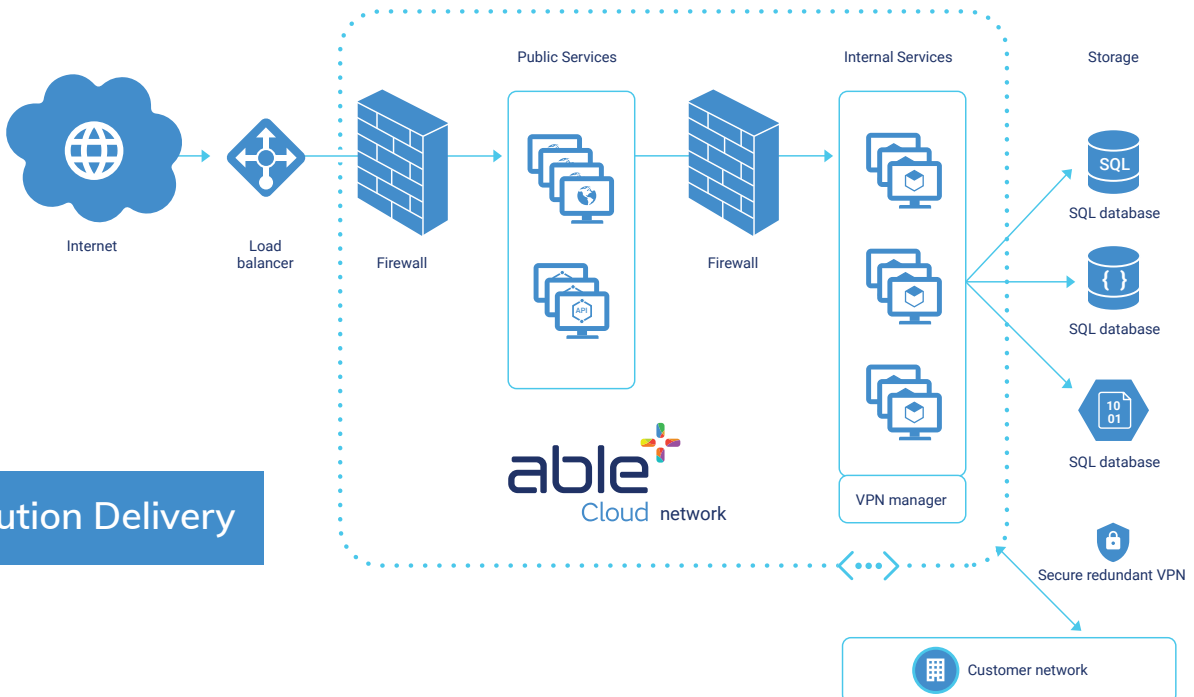 Public Services
Internal Services
Storage
Internet
Load
balancer
Firewall
API
Firewall
SQL
SQL database
{ }
SQL database
10
01
SQL database
able
Cloud network
VPN manager
ution Delivery
Secure redundant VPN
Customer network